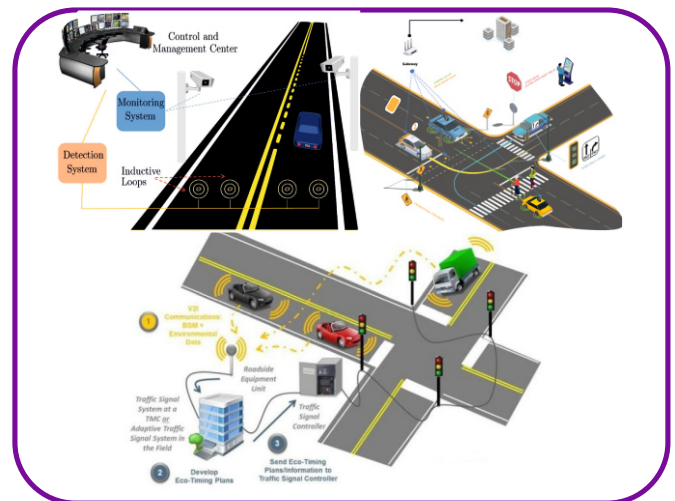 Control and
Management Center
Monitoring
System
Detection
System
Inductive
Loops
Gateway
STOP
1
V2I
Communications:
BSM +
Environmental
Data
Roadside
Equipment
Unit
Traffic Signal
System at a
TMC or
Adaptive Traffic
Signal System in
the Field
Traffic
Signal
Controller
2
Develop
Eco-Timing Plans
3
Send Eco-Timing
Plans/Information to
Traffic Signal Controller